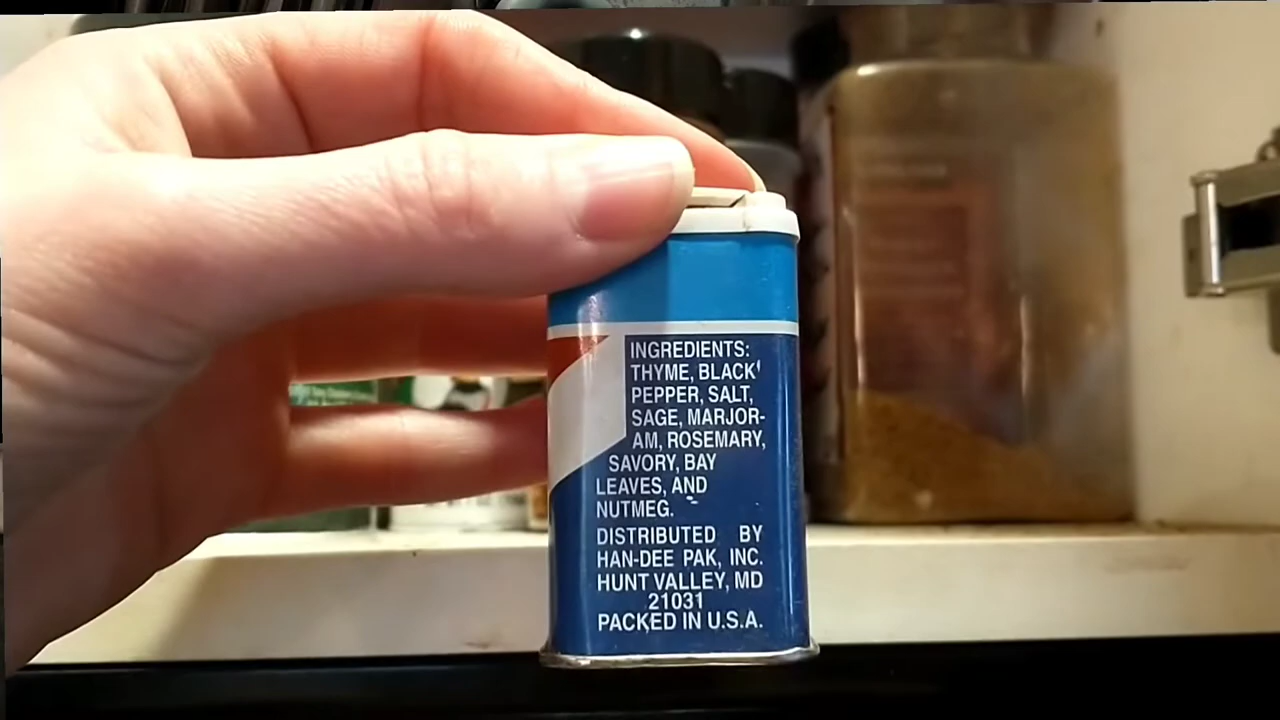 INGREDIENTS:
THYME, BLACK
PEPPER, SALT,
SAGE, MARJOR-
AM, ROSEMARY,
SAVORY, BAY
LEAVES, AND
NUTMEG.
DISTRIBUTED BY
HAN-DEE PAK, INC.
HUNT VALLEY, MD
21031
PACKED IN U.S.A.